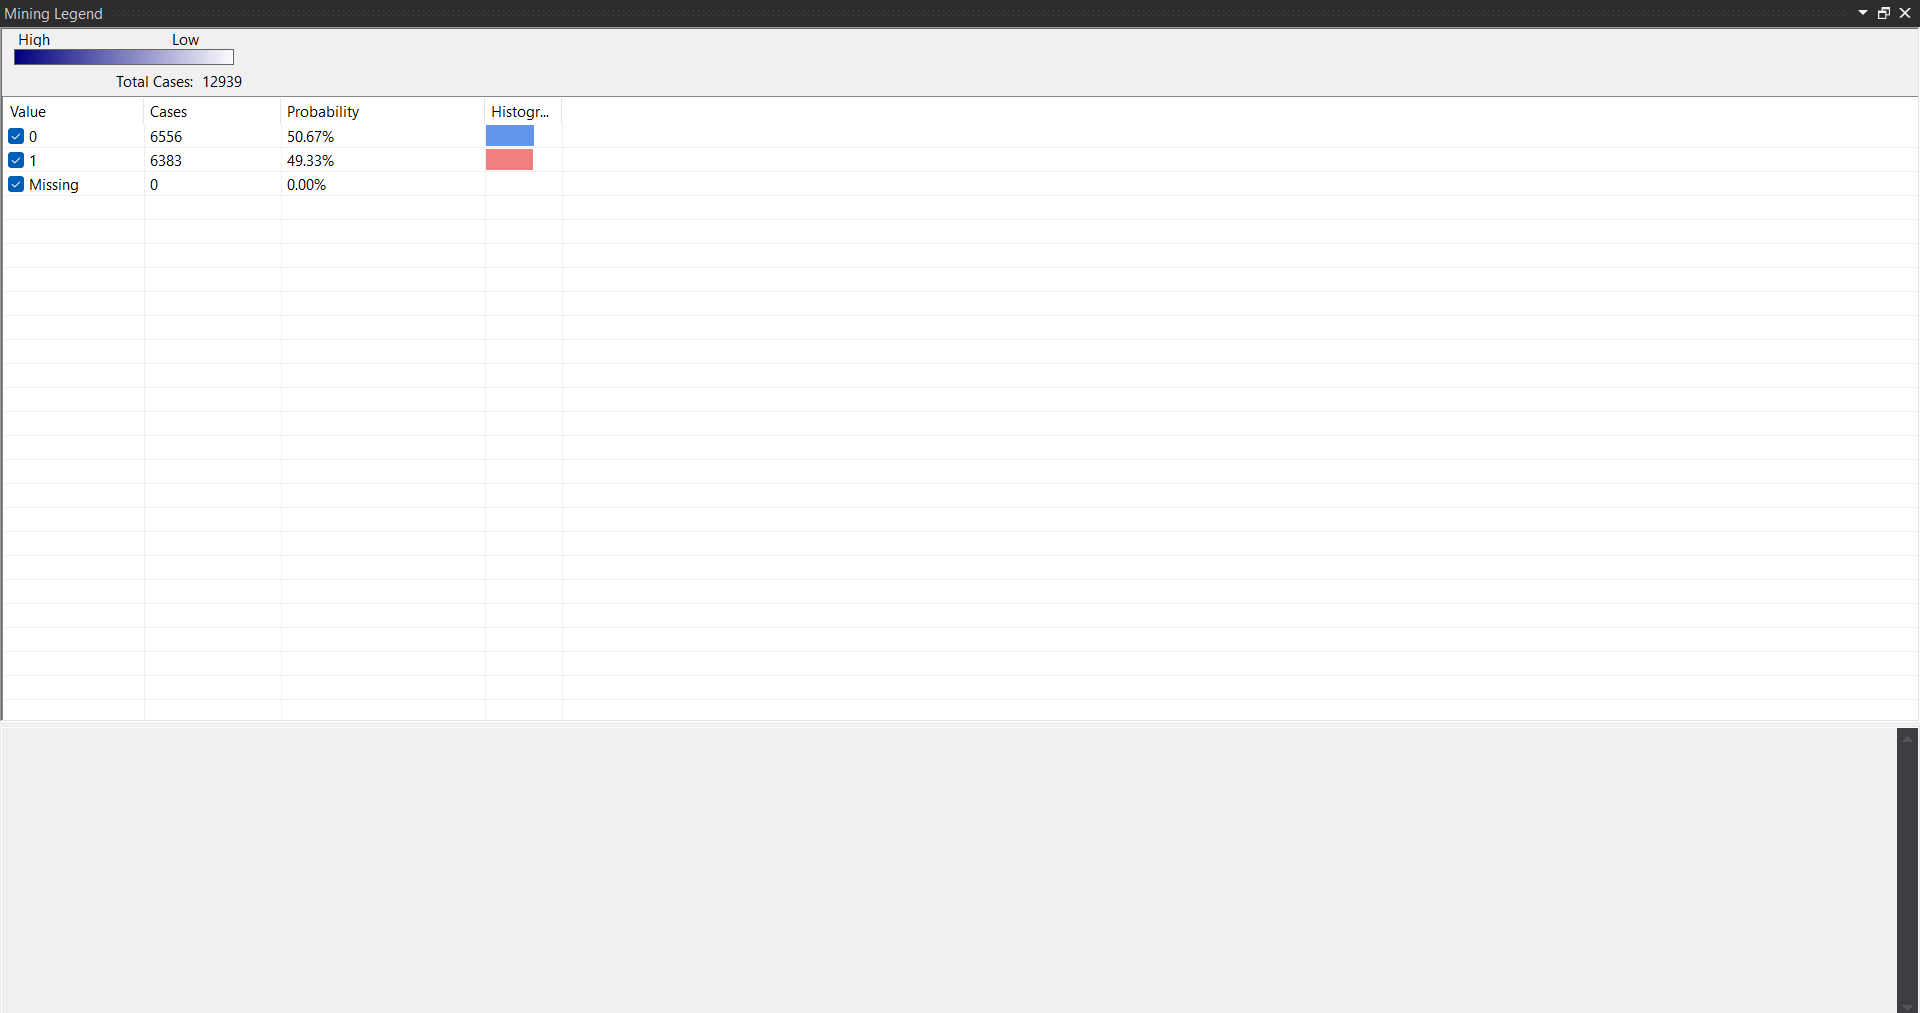 Mining Legend
High Low
Total Cases: 12939
Value Cases Probability Histogr...
0 6556 50.67%
1 6383 49.33%
Missing 0 0.00%